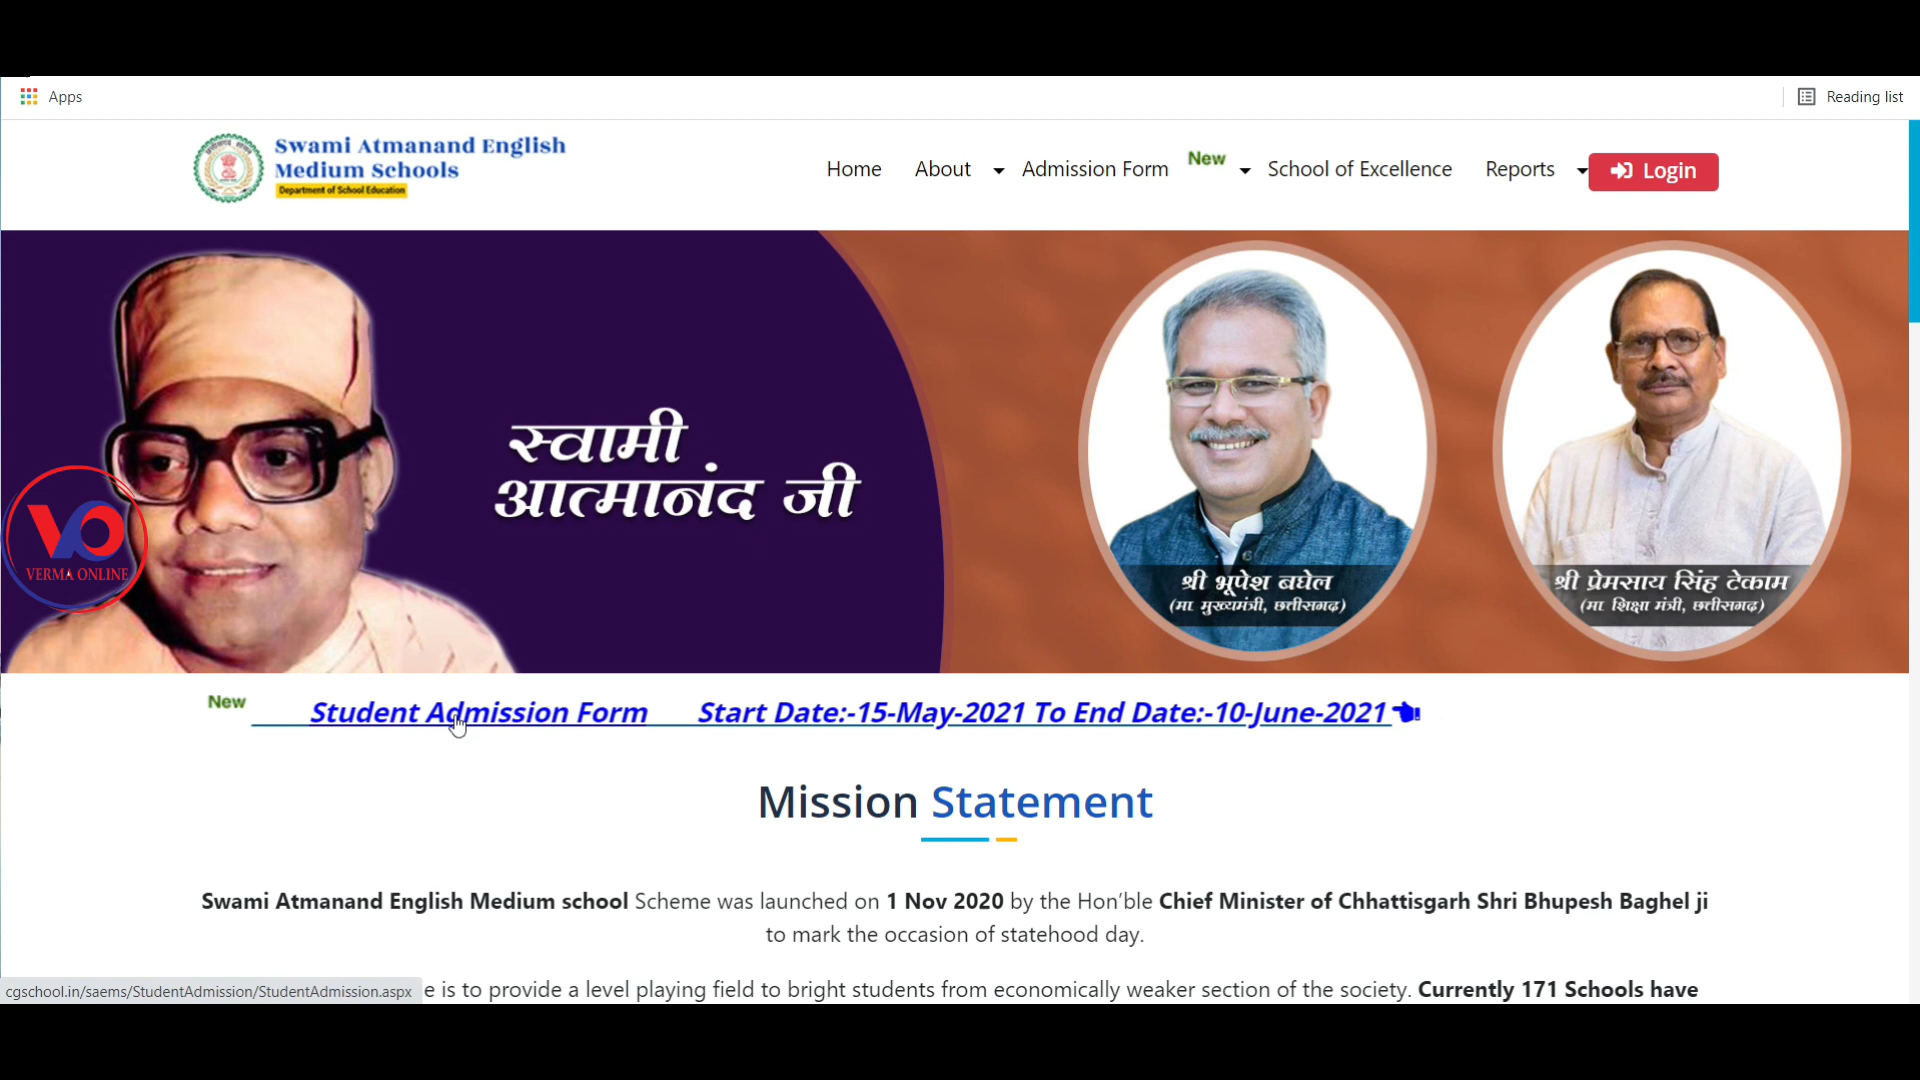 Apps
Reading list
Swami Atmanand English
Medium Schools
Department of School Education
Home About Admission Form New School of Excellence Reports Login
स्वामी
आत्मानंद जी
VO
VERMA ONLINE
श्री भूपेश बघेल
(मा. मुख्यमंत्री, छत्तीसगढ़)
श्री प्रेमसाय सिंह टेकाम
(मा. शिक्षा मंत्री, छत्तीसगढ़)
New Student Admission Form Start Date:-15-May-2021 To End Date:-10-June-2021
Mission Statement
Swami Atmanand English Medium school Scheme was launched on 1 Nov 2020 by the Hon’ble Chief Minister of Chhattisgarh Shri Bhupesh Baghel ji
to mark the occasion of statehood day.
e is to provide a level playing field to bright students from economically weaker section of the society. Currently 171 Schools have
cgschool.in/saems/StudentAdmission/StudentAdmission.aspx